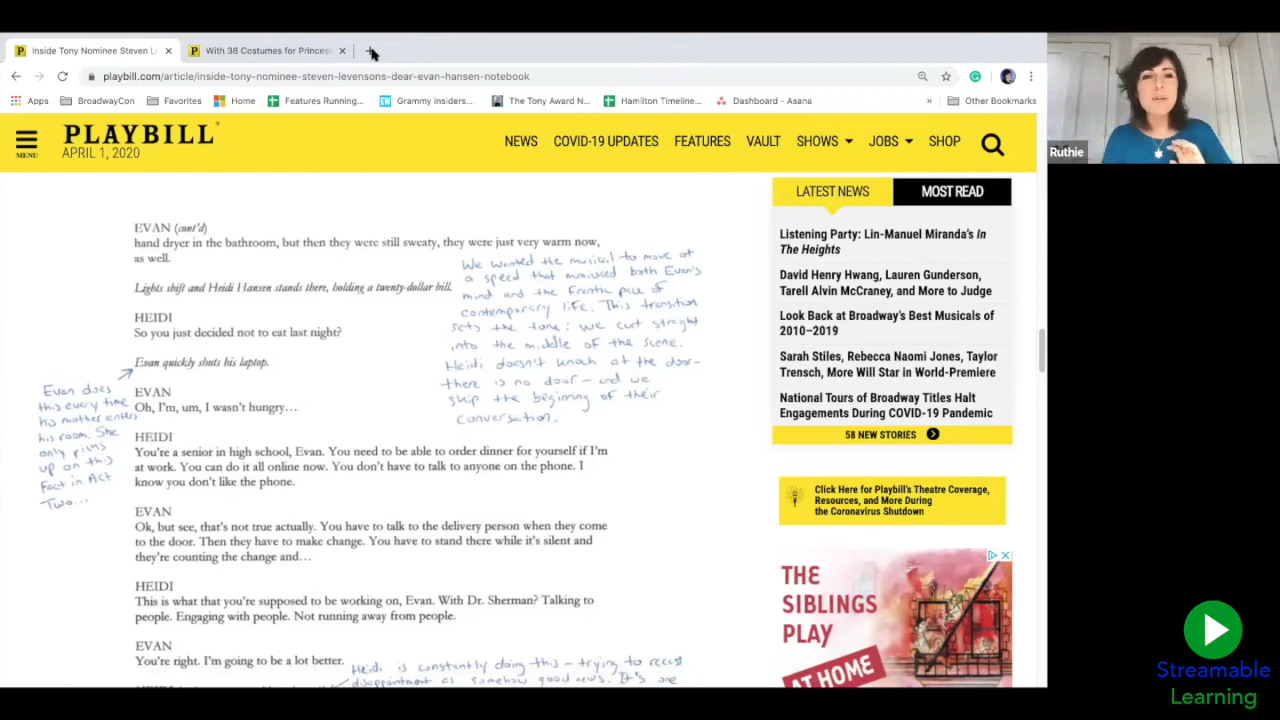 Inside Tony Nominee Steven Le
With 38 Costumes for Princess
playbill.com/article/inside-tony-nominee-steven-levensons-dear-evan-hansen-notebook
Apps
BroadwayCon
Favorites
Home
Features Running...
Grammy insiders...
The Tony Award N...
Hamilton Timeline...
Dashboard - Asana
»
Other Bookmarks
MENU
PLAYBILL
APRIL 1, 2020
NEWS
COVID-19 UPDATES
FEATURES
VAULT
SHOWS
JOBS
SHOP
Ruthie
EVAN (cont'd)
hand dryer in the bathroom, but then they were still sweaty, they were just very warm now,
as well.
Lights shift and Heidi Hansen stands there, holding a twenty-dollar bill.
HEIDI
So you just decided not to eat last night?
Evan quickly shuts his laptop.
EVAN
Oh, I'm, um, I wasn't hungry…
HEIDI
You're a senior in high school, Evan. You need to be able to order dinner for yourself if I'm
at work. You can do it all online now. You don't have to talk to anyone on the phone. I
know you don't like the phone.
EVAN
Ok, but see, that's not true actually. You have to talk to the delivery person when they come
to the door. Then they have to make change. You have to stand there while it's silent and
they're counting the change and…
HEIDI
This is what that you're supposed to be working on, Evan. With Dr. Sherman? Talking to
people. Engaging with people. Not running away from people.
EVAN
You're right. I'm going to be a lot better.
We wanted the musical to move at
a speed that mimicked both Evan's
mind and the frantic pace of
contemporary life. This transition
sets the tone: we cut straight
into the middle of the scene.
Heidi doesn't knock at the door-
there is no door - and we
skip the beginning of their
conversation.
Evan does
this every time
his mother enters
his room. She
only picks
up on this
fact in Act
Two...
Heidi is constantly doing this - trying to recast
disappointment as somehow good news. It's one
LATEST NEWS
MOST READ
Listening Party: Lin-Manuel Miranda's In
The Heights
David Henry Hwang, Lauren Gunderson,
Tarell Alvin McCraney, and More to Judge
Look Back at Broadway's Best Musicals of
2010–2019
Sarah Stiles, Rebecca Naomi Jones, Taylor
Trensch, More Will Star in World-Premiere
National Tours of Broadway Titles Halt
Engagements During COVID-19 Pandemic
58 NEW STORIES
Click Here for Playbill's Theatre Coverage,
Resources, and More During
the Coronavirus Shutdown
THE
SIBLINGS
PLAY
AT HOME
Streamable
Learning